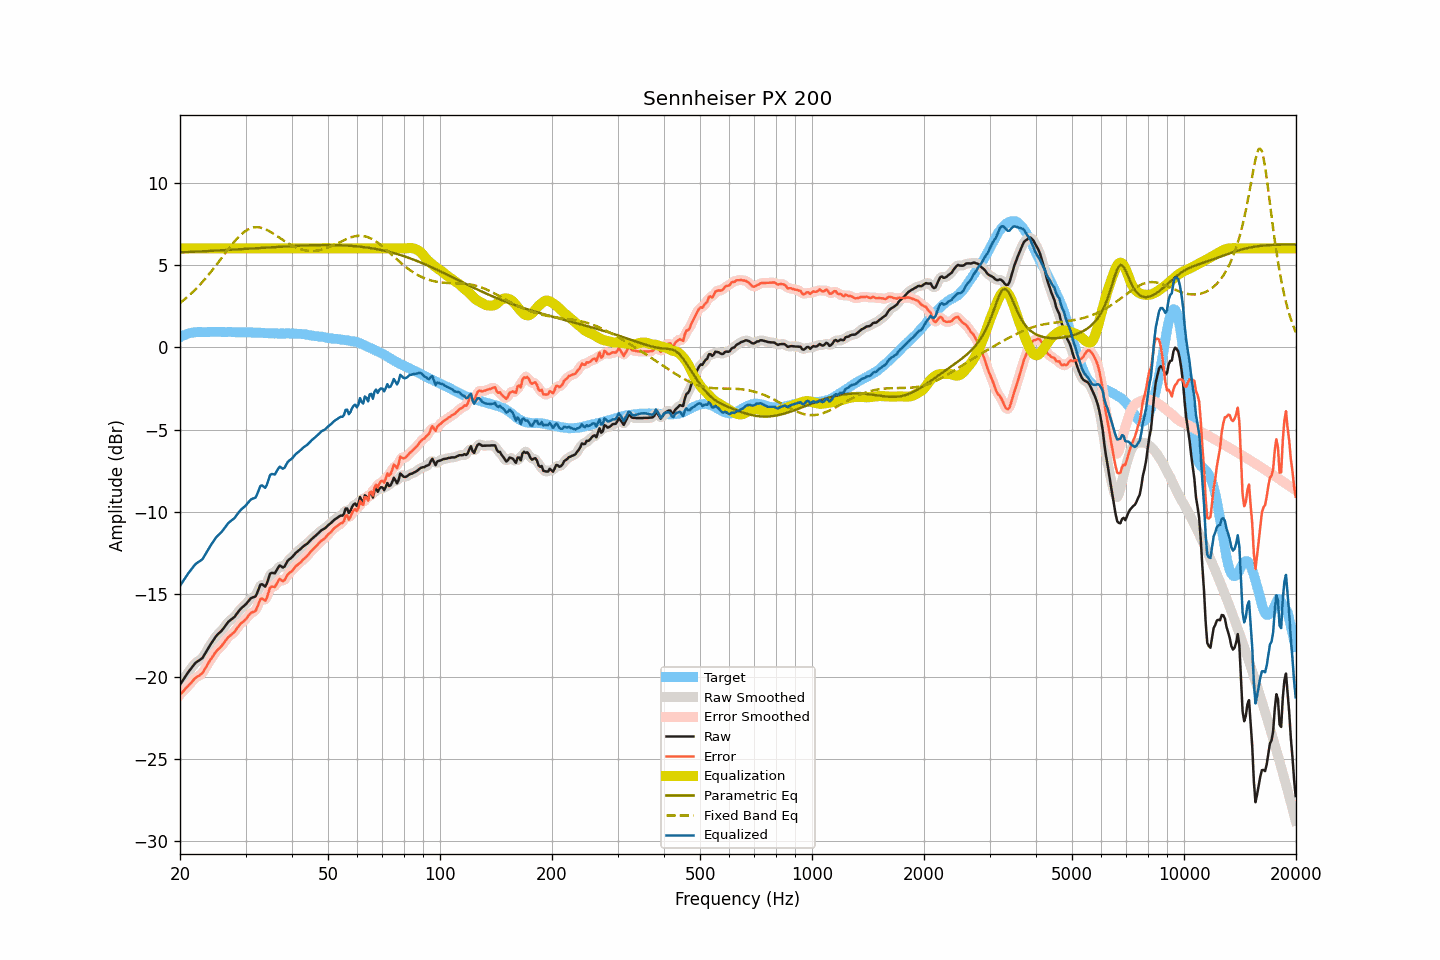 Sennheiser PX 200
Amplitude (dBr)
10
5
0
−5
−10
−15
−20
−25
−30
Target
Raw Smoothed
Error Smoothed
Raw
Error
Equalization
Parametric Eq
Fixed Band Eq
Equalized
20 50 100 200 500 1000 2000 5000 10000 20000
Frequency (Hz)